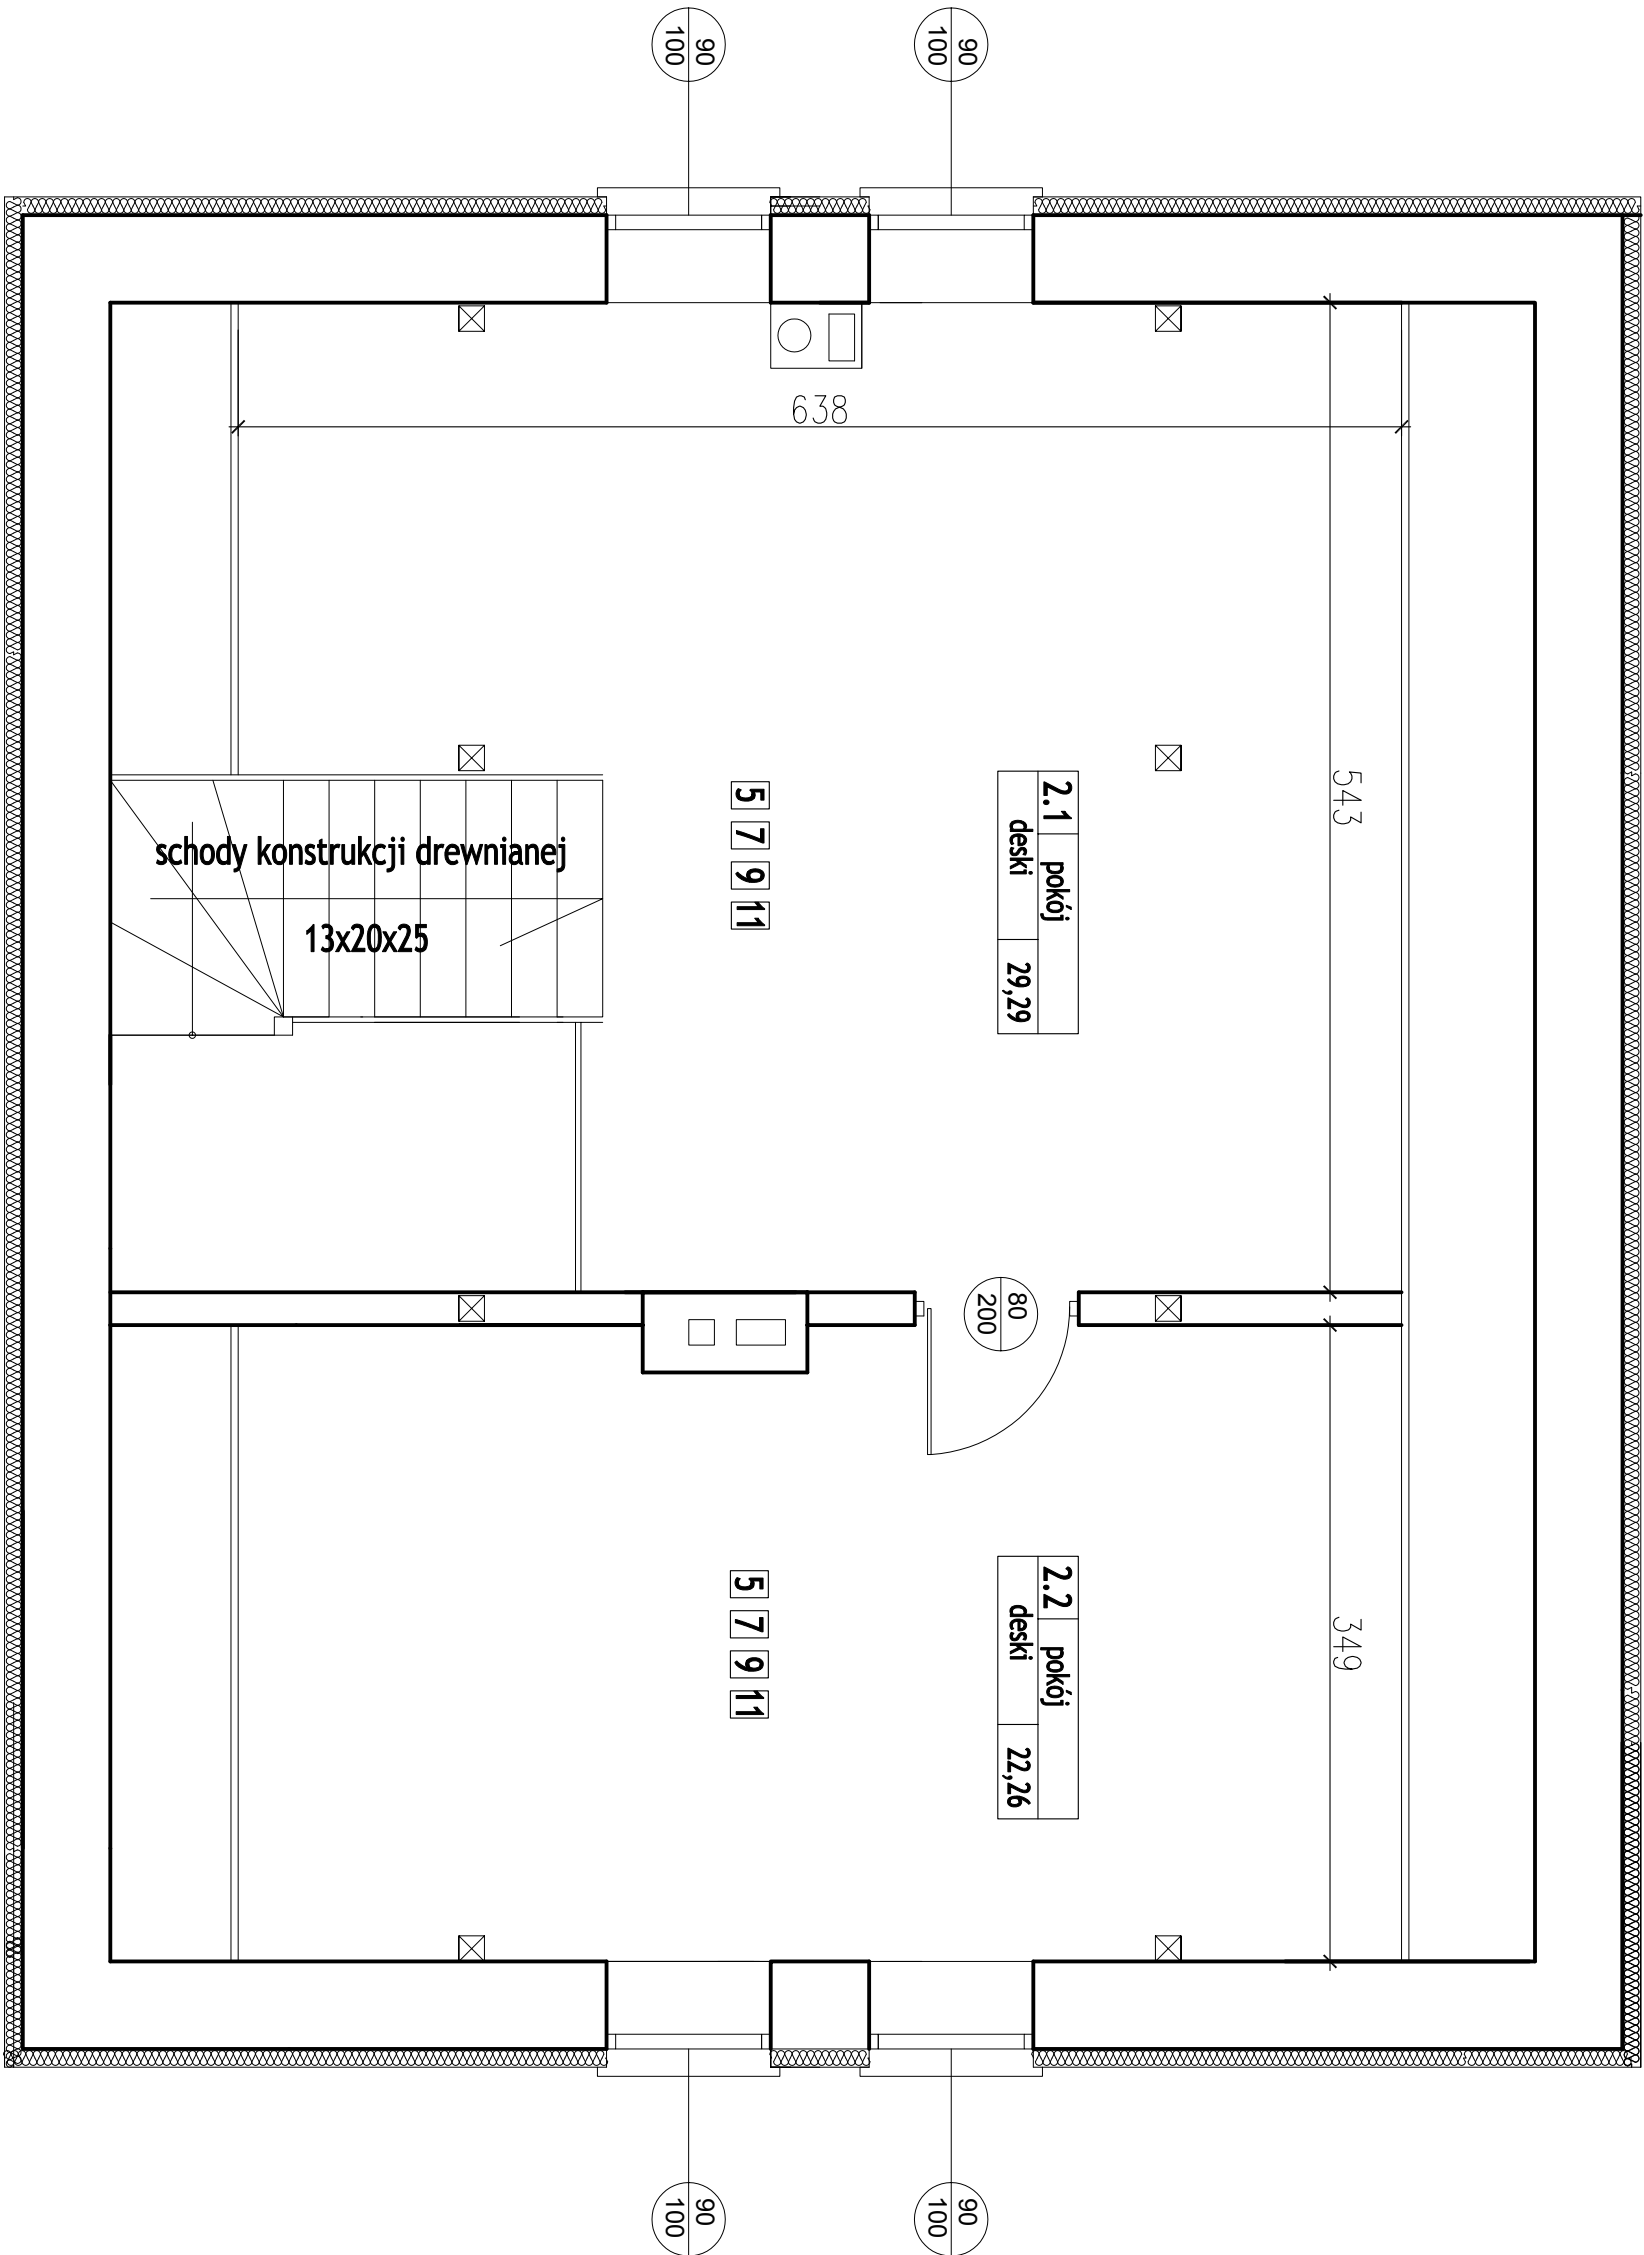 90
100
90
100
638
543
2.1 pokój
deski 29,29
5 7 9 11
schody konstrukcji drewnianej
13x20x25
80
200
349
2.2 pokój
deski 22,26
5 7 9 11
90
100
90
100